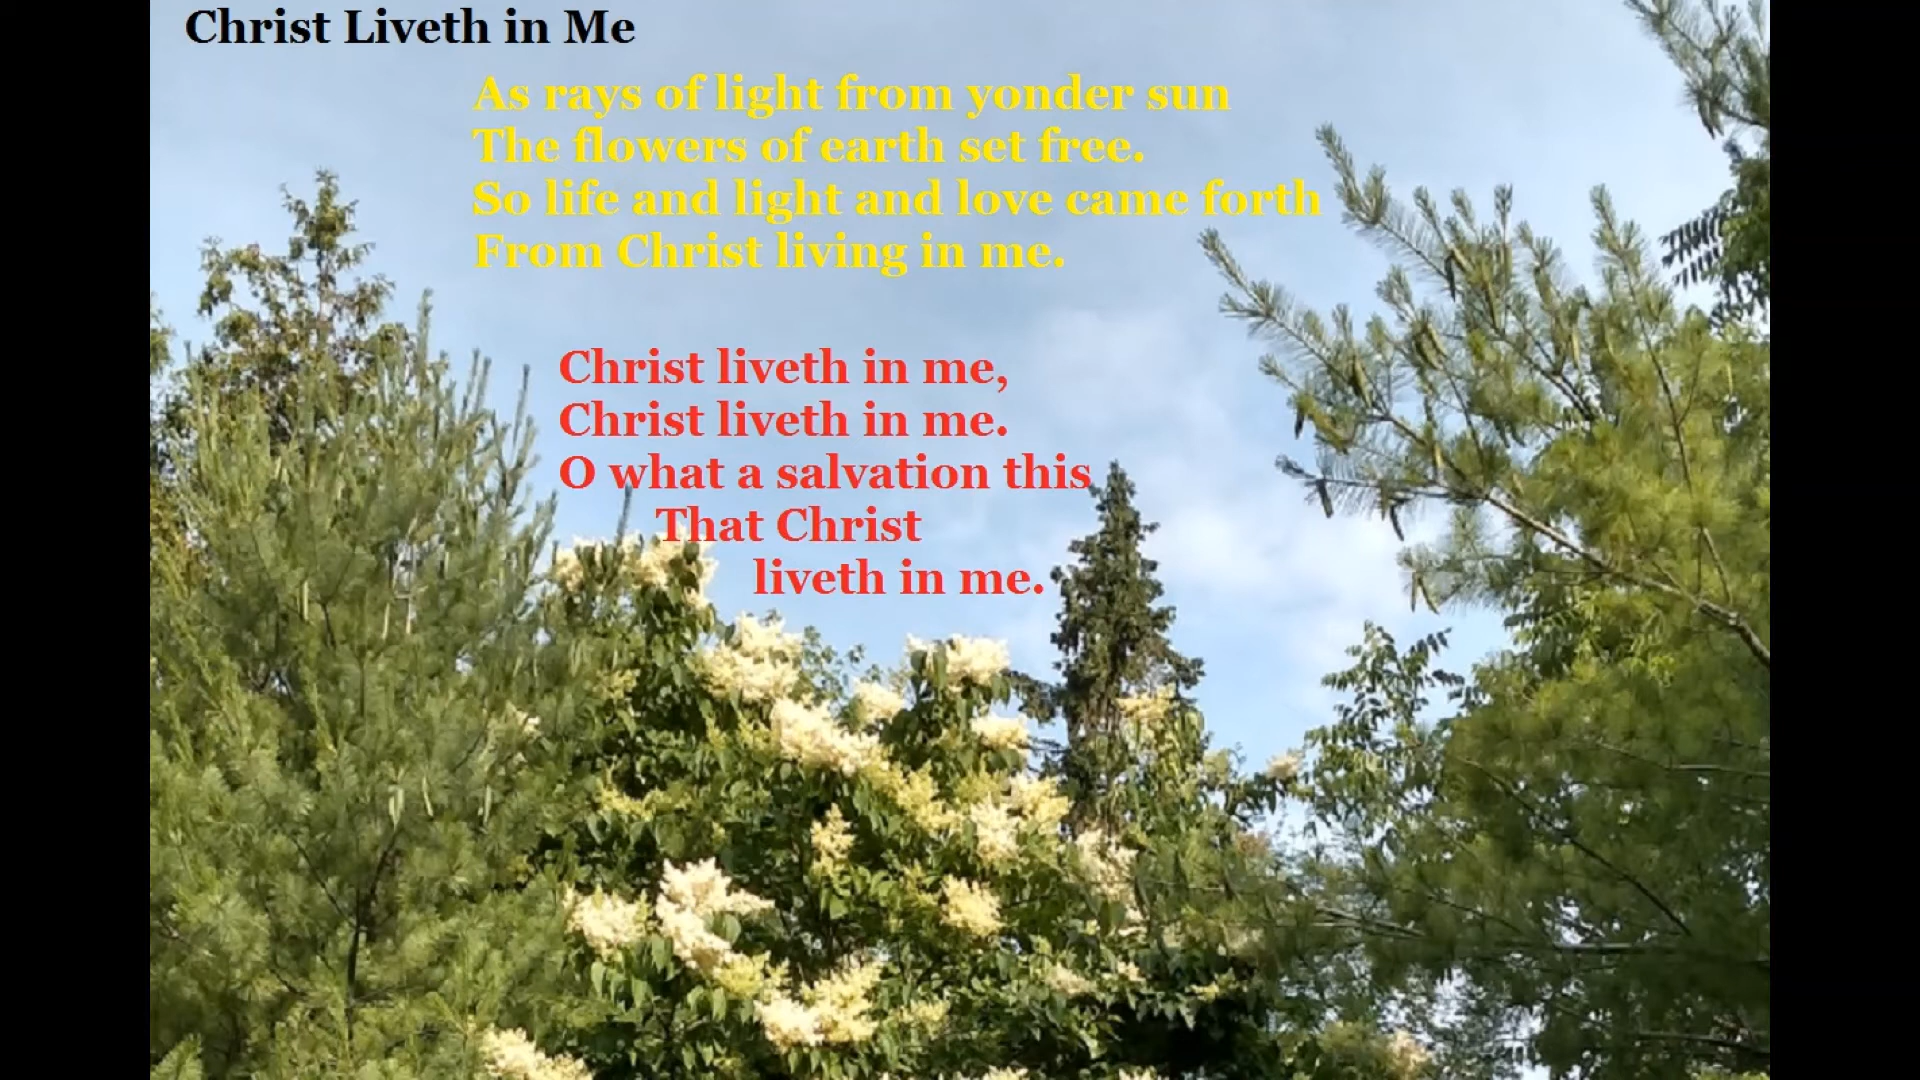 Christ Liveth in Me
As rays of light from yonder sun
The flowers of earth set free.
So life and light and love came forth
From Christ living in me.
Christ liveth in me,
Christ liveth in me.
O what a salvation this
That Christ
liveth in me.